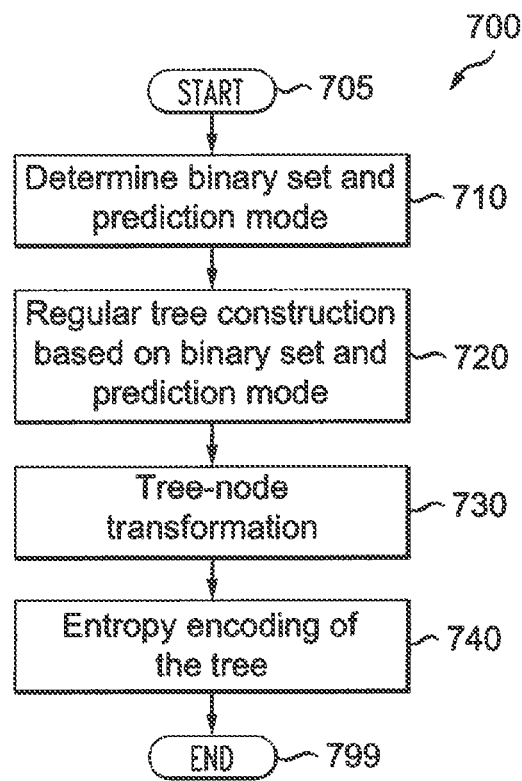 700
START 705
Determine binary set and
prediction mode 710
Regular tree construction
based on binary set and
prediction mode 720
Tree-node
transformation 730
Entropy encoding of
the tree 740
END 799